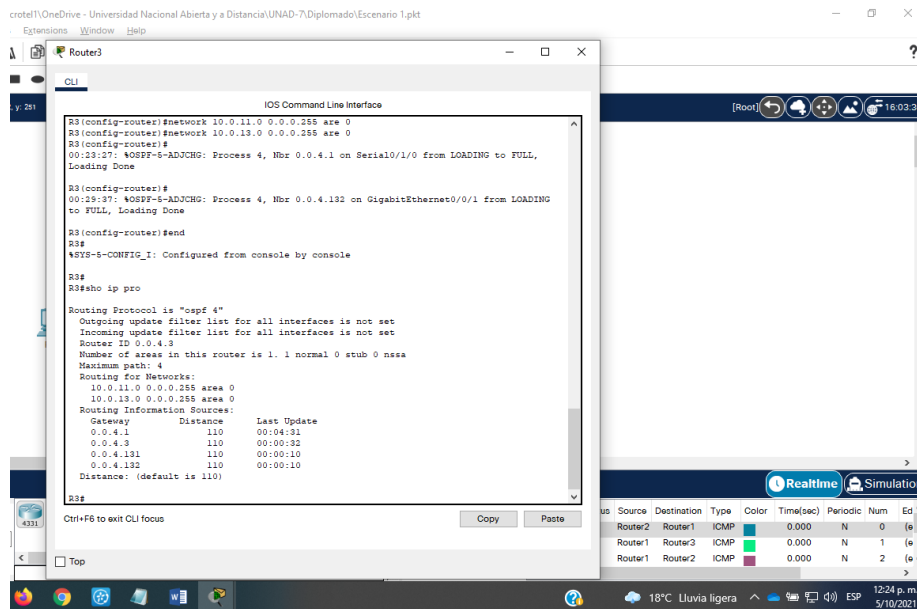 crotel1\OneDrive - Universidad Nacional Abierta y a Distancia\UNAD-7\Diplomado\Escenario 1.pkt
Extensions Window Help
Router3
CLI
IOS Command Line Interface
y: 251
[Root]
16:03:3
R3(config-router)#network 10.0.11.0 0.0.0.255 are 0
R3(config-router)#network 10.0.13.0 0.0.0.255 are 0
R3(config-router)#
00:23:27: %OSPF-5-ADJCHG: Process 4, Nbr 0.0.4.1 on Serial0/1/0 from LOADING to FULL,
Loading Done
R3(config-router)#
00:29:37: %OSPF-5-ADJCHG: Process 4, Nbr 0.0.4.132 on GigabitEthernet0/0/1 from LOADING
to FULL, Loading Done
R3(config-router)#end
R3#
%SYS-5-CONFIG_I: Configured from console by console
R3#
R3#sho ip pro
Routing Protocol is "ospf 4"
Outgoing update filter list for all interfaces is not set
Incoming update filter list for all interfaces is not set
Router ID 0.0.4.3
Number of areas in this router is 1. 1 normal 0 stub 0 nssa
Maximum path: 4
Routing for Networks:
10.0.11.0 0.0.0.255 area 0
10.0.13.0 0.0.0.255 area 0
Routing Information Sources:
Gateway Distance Last Update
0.0.4.1 110 00:04:31
0.0.4.3 110 00:00:32
0.0.4.131 110 00:00:10
0.0.4.132 110 00:00:10
Distance: (default is 110)
R3#
Ctrl+F6 to exit CLI focus
Copy
Paste
Top
4331
Realtime
Simulatio
us Source Destination Type Color Time(sec) Periodic Num Ed
Router2 Router1 ICMP 0.000 N 0 (e
Router1 Router3 ICMP 0.000 N 1 (e
Router1 Router2 ICMP 0.000 N 2 (e
18°C Lluvia ligera
ESP
12:24 p. m
5/10/2021